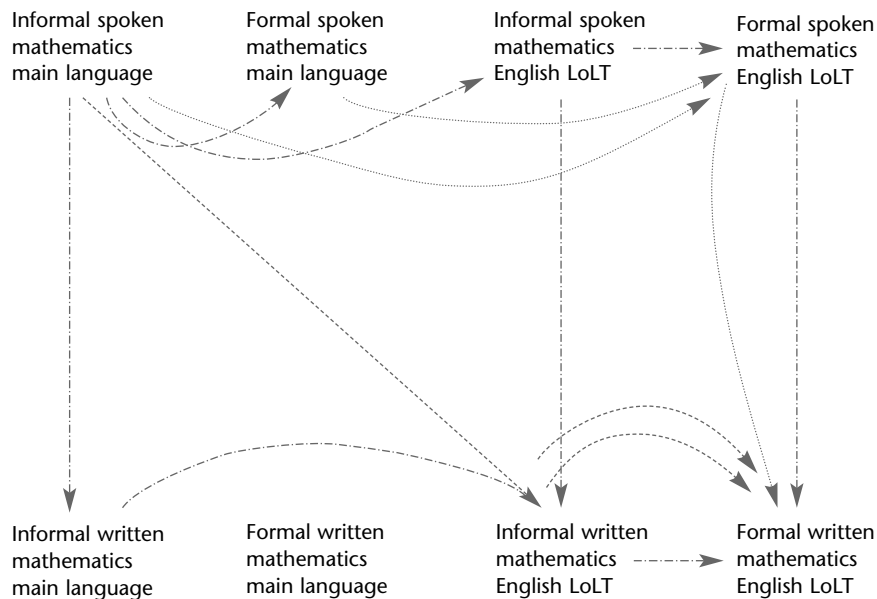 Informal spoken
mathematics
main language
Formal spoken
mathematics
main language
Informal spoken
mathematics
English LoLT
Formal spoken
mathematics
English LoLT
Informal written
mathematics
main language
Formal written
mathematics
main language
Informal written
mathematics
English LoLT
Formal written
mathematics
English LoLT